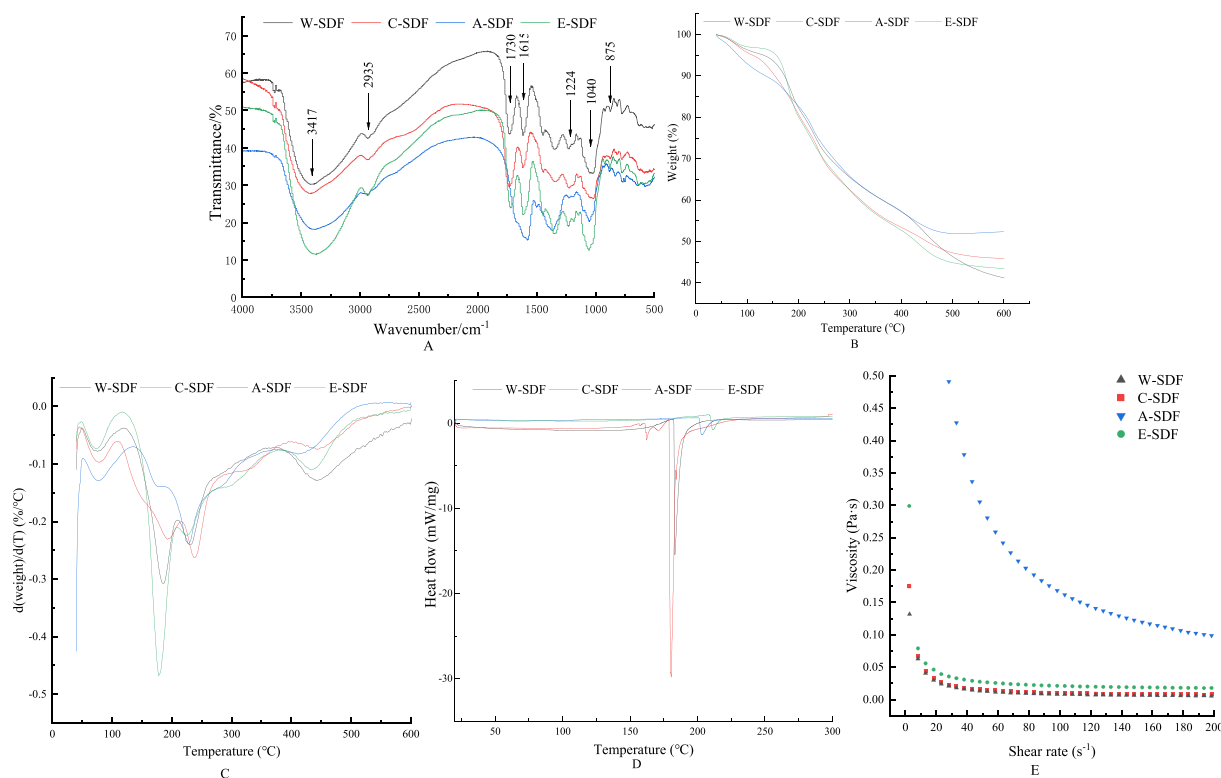 W-SDF C-SDF A-SDF E-SDF
70
60
50
40
30
20
10
0
Transmittance/%
3417
2935
1730
1615
1224
1040
875
4000 3500 3000 2500 2000 1500 1000 500
Wavenumber/cm⁻¹
A
W-SDF C-SDF A-SDF E-SDF
100
90
80
70
60
50
40
Weight (%)
0 100 200 300 400 500 600
Temperature (℃)
B
W-SDF C-SDF A-SDF E-SDF
0.0
-0.1
-0.2
-0.3
-0.4
-0.5
d(weight)/d(T) (%/℃)
0 100 200 300 400 500 600
Temperature (℃)
C
W-SDF C-SDF A-SDF E-SDF
0
-10
-20
-30
Heat flow (mW/mg)
50 100 150 200 250 300
Temperature (℃)
D
W-SDF
C-SDF
A-SDF
E-SDF
0.50
0.45
0.40
0.35
0.30
0.25
0.20
0.15
0.10
0.05
0.00
Viscosity (Pa·s)
0 20 40 60 80 100 120 140 160 180 200
Shear rate (s⁻¹)
E